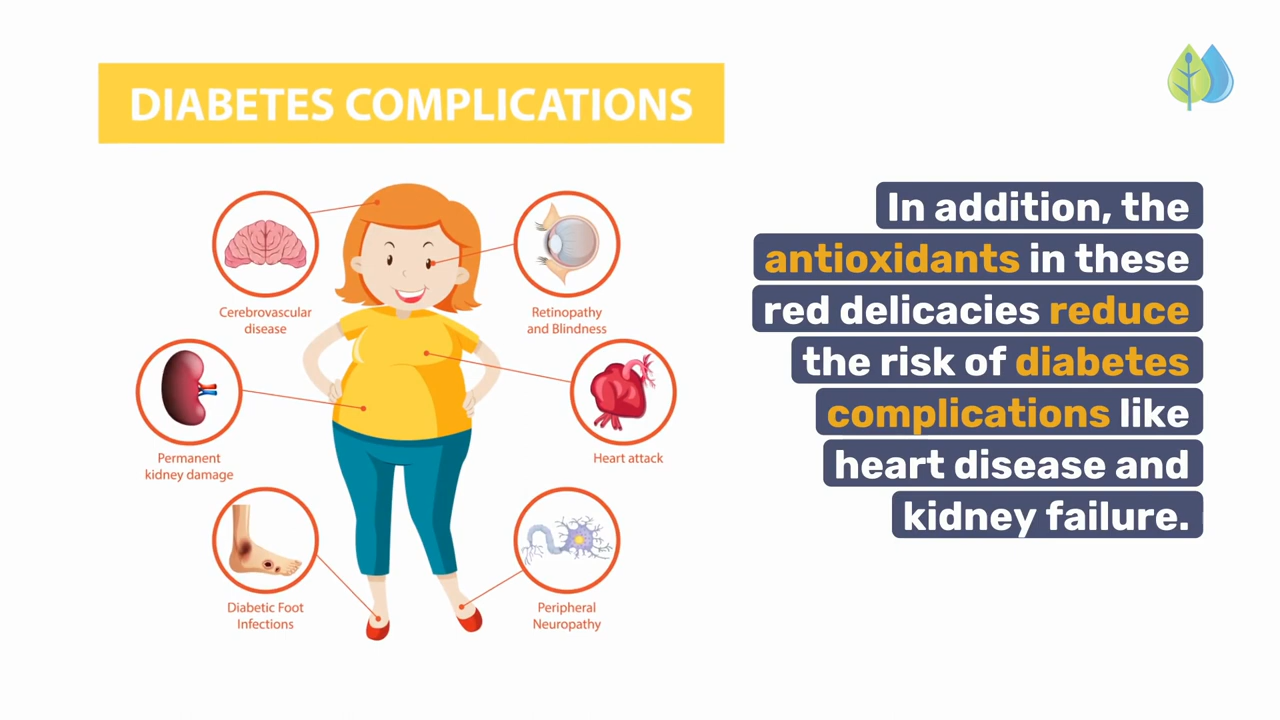 DIABETES COMPLICATIONS
Cerebrovascular
disease
Retinopathy
and Blindness
Permanent
kidney damage
Heart attack
Diabetic Foot
Infections
Peripheral
Neuropathy
In addition, the
antioxidants in these
red delicacies reduce
the risk of diabetes
complications like
heart disease and
kidney failure.